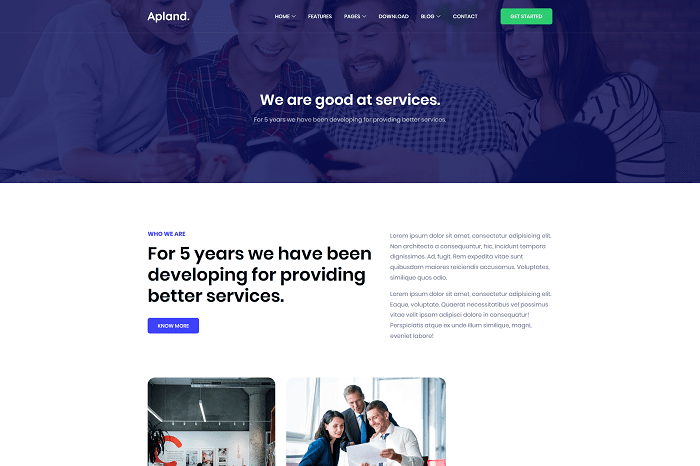 Apland.
HOME
FEATURES
PAGES
DOWNLOAD
BLOG
CONTACT
GET STARTED
We are good at services.
For 5 years we have been developing for providing better services.
WHO WE ARE
For 5 years we have been
developing for providing
better services.
KNOW MORE
Lorem ipsum dolor sit amet, consectetur adipisicing elit.
Non architecto a consequuntur, hic, incidunt tempora
dignissimos. Ad, fugit. Rem expedita vitae sunt
quibusdam maiores reiciendis accusamus. Voluptates,
similique quos odio.
Lorem ipsum dolor sit amet, consectetur adipisicing elit.
Eaque, voluptate. Quaerat necessitatibus vel possimus
vitae velit ipsam adipisci dolore in consequatur!
Perspiciatis atque ex unde illum similique, magni,
eveniet labore!